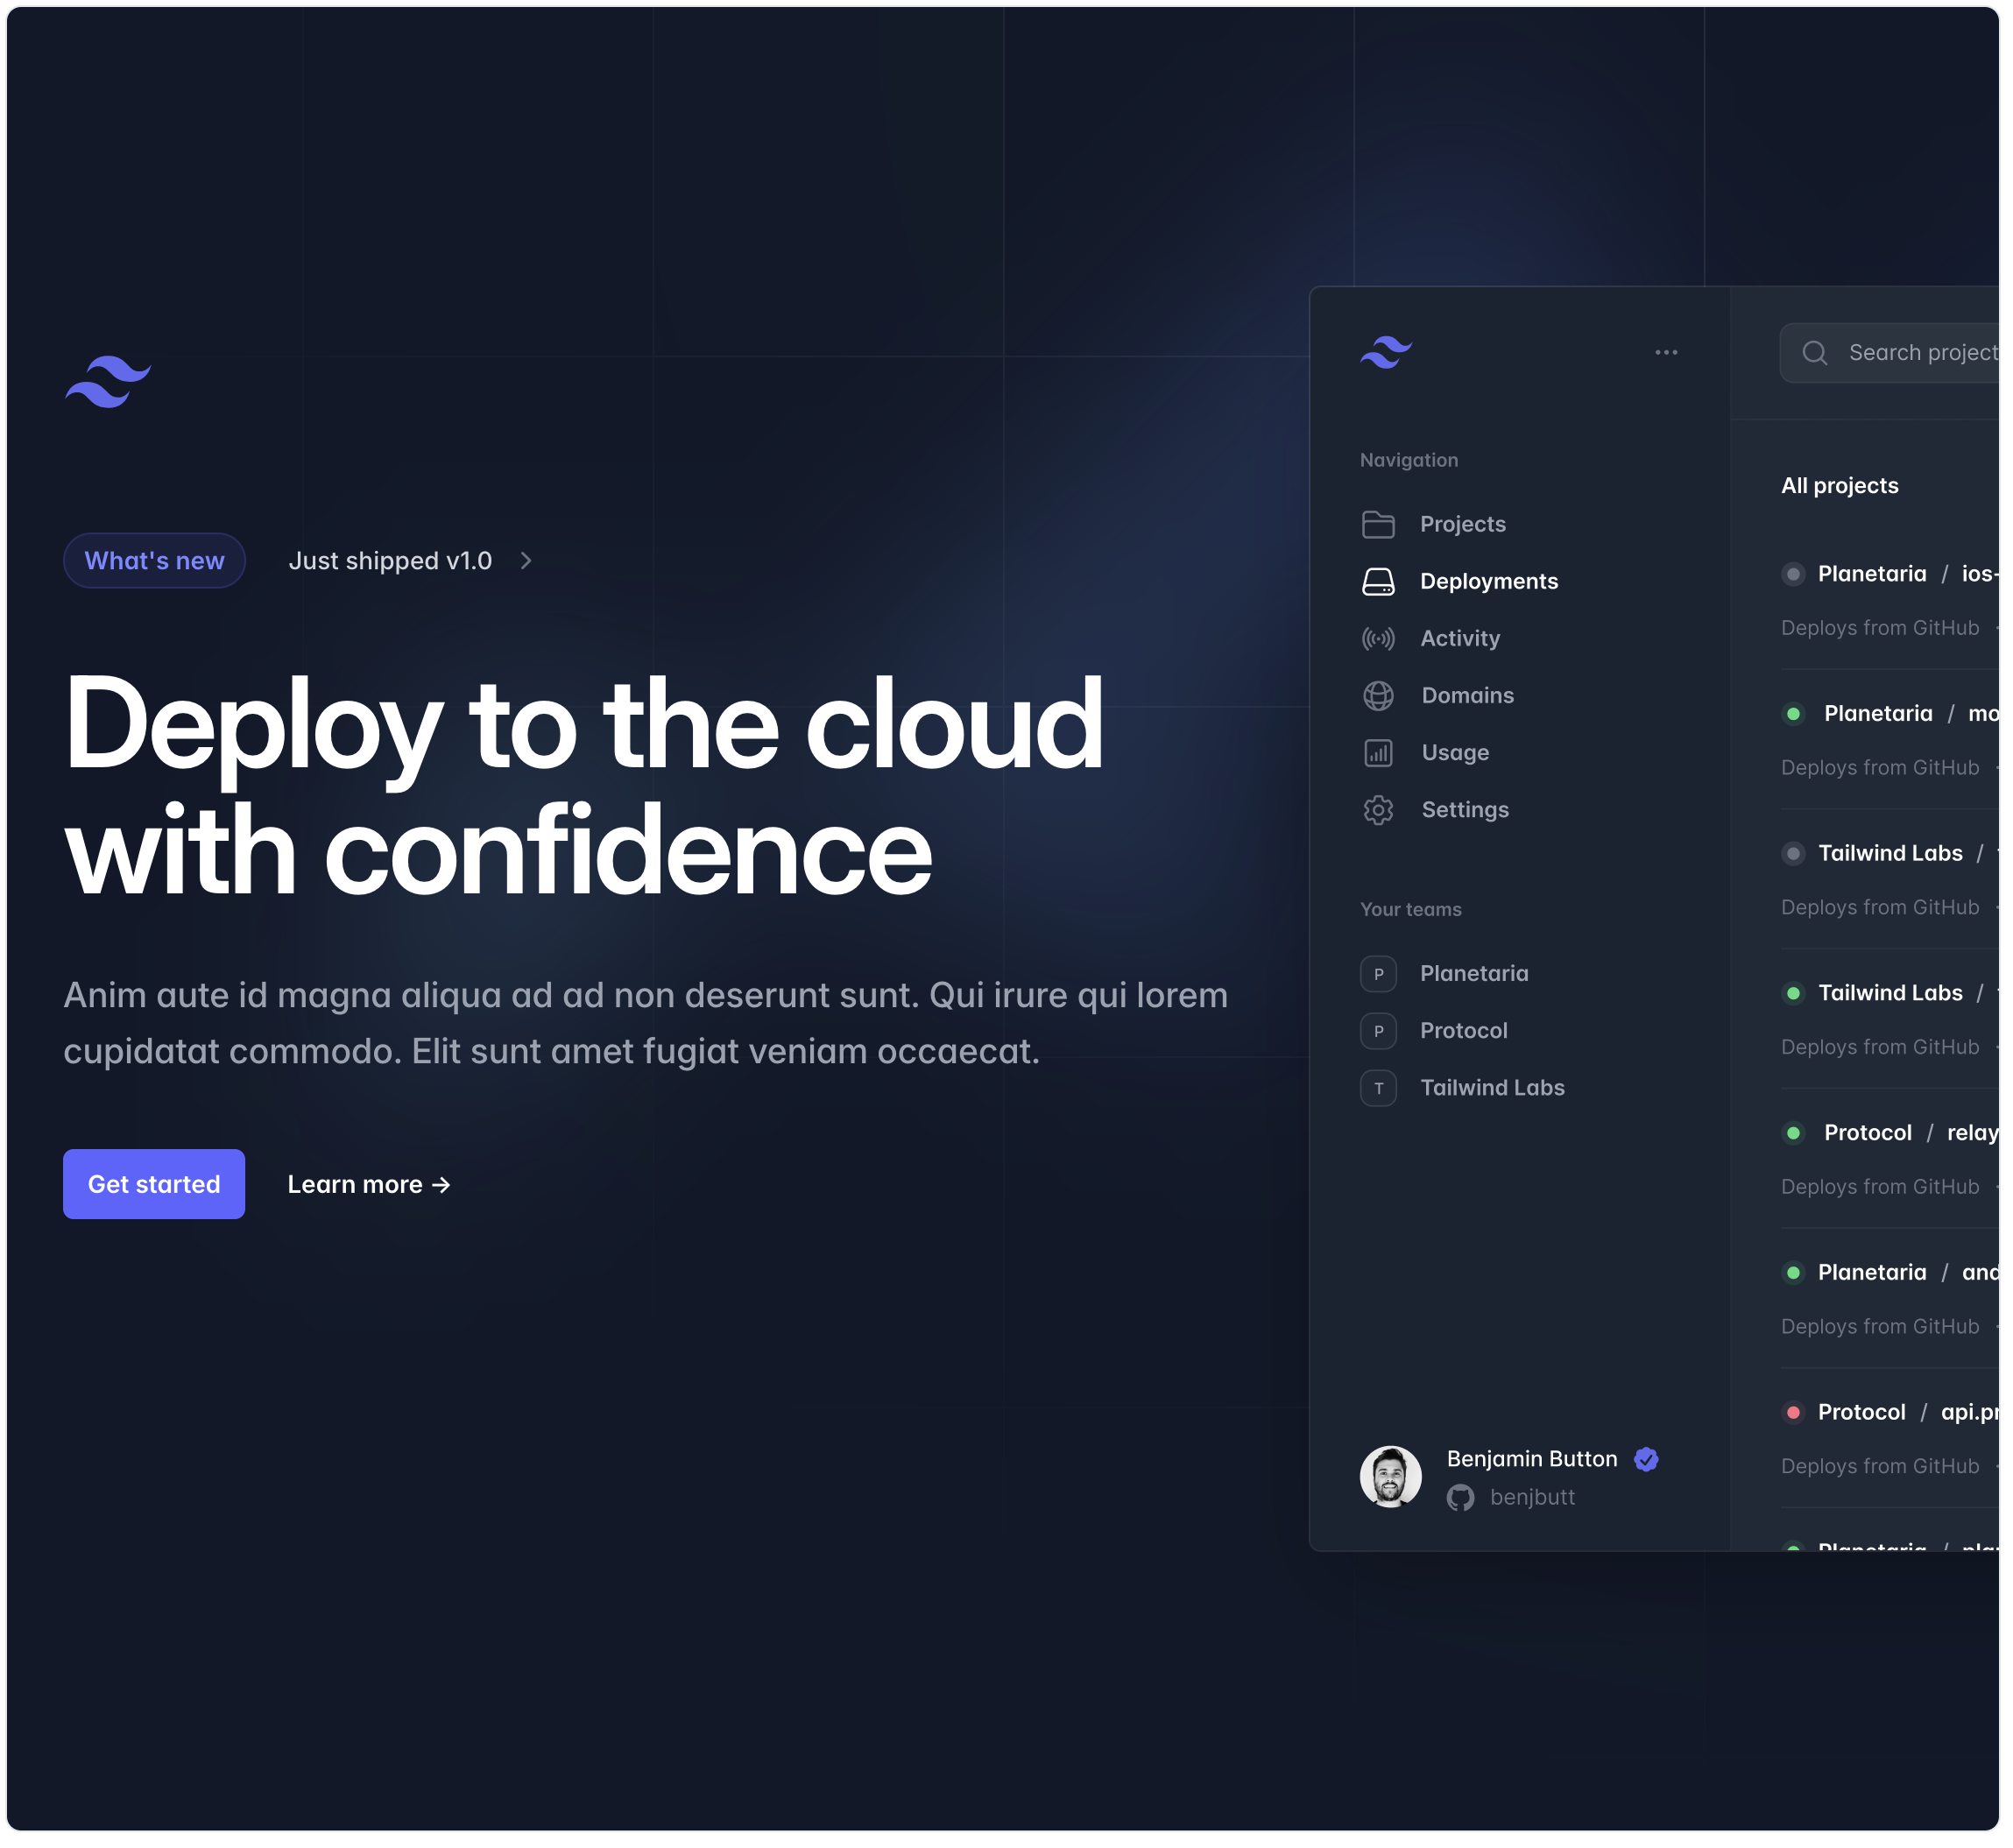 What's new
Just shipped v1.0
Deploy to the cloud
with confidence
Anim aute id magna aliqua ad ad non deserunt sunt. Qui irure qui lorem
cupidatat commodo. Elit sunt amet fugiat veniam occaecat.
Get started
Learn more →
Navigation
Projects
Deployments
Activity
Domains
Usage
Settings
Your teams
P Planetaria
P Protocol
T Tailwind Labs
Benjamin Button
benjbutt
Search project
All projects
Planetaria / ios-
Deploys from GitHub
Planetaria / mo
Deploys from GitHub
Tailwind Labs /
Deploys from GitHub
Tailwind Labs /
Deploys from GitHub
Protocol / relay
Deploys from GitHub
Planetaria / and
Deploys from GitHub
Protocol / api.pr
Deploys from GitHub
Planetaria /